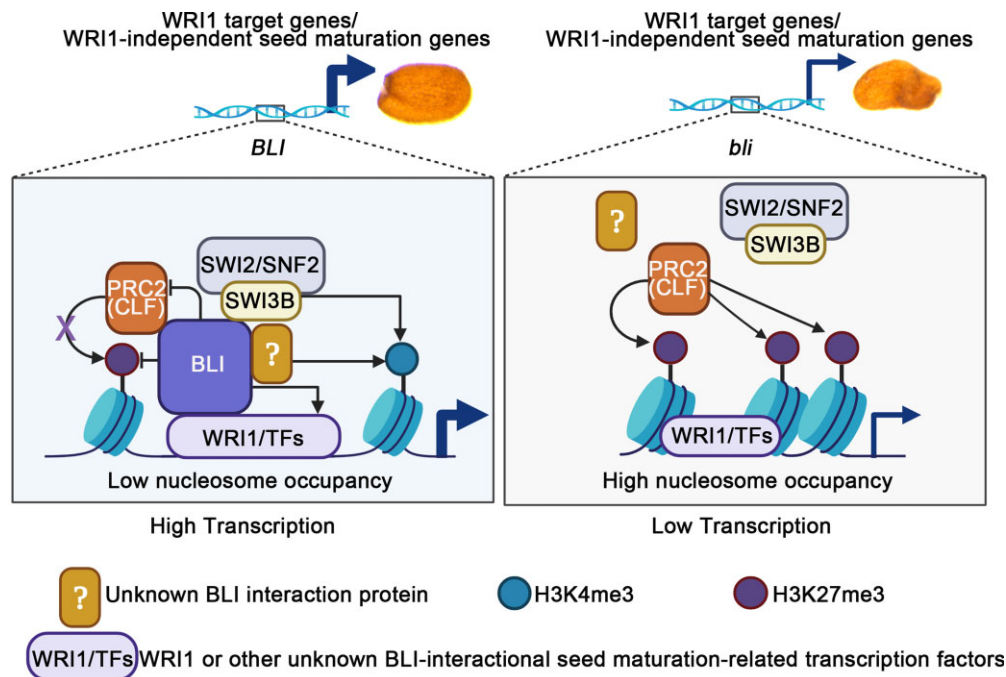 WRI1 target genes/
WRI1-independent seed maturation genes
BLI
SWI2/SNF2
SWI3B
PRC2
(CLF)
X
BLI
?
WRI1/TFs
Low nucleosome occupancy
High Transcription
WRI1 target genes/
WRI1-independent seed maturation genes
bli
?
SWI2/SNF2
SWI3B
PRC2
(CLF)
WRI1/TFs
High nucleosome occupancy
Low Transcription
? Unknown BLI interaction protein
H3K4me3
H3K27me3
WRI1/TFs WRI1 or other unknown BLI-interactional seed maturation-related transcription factors